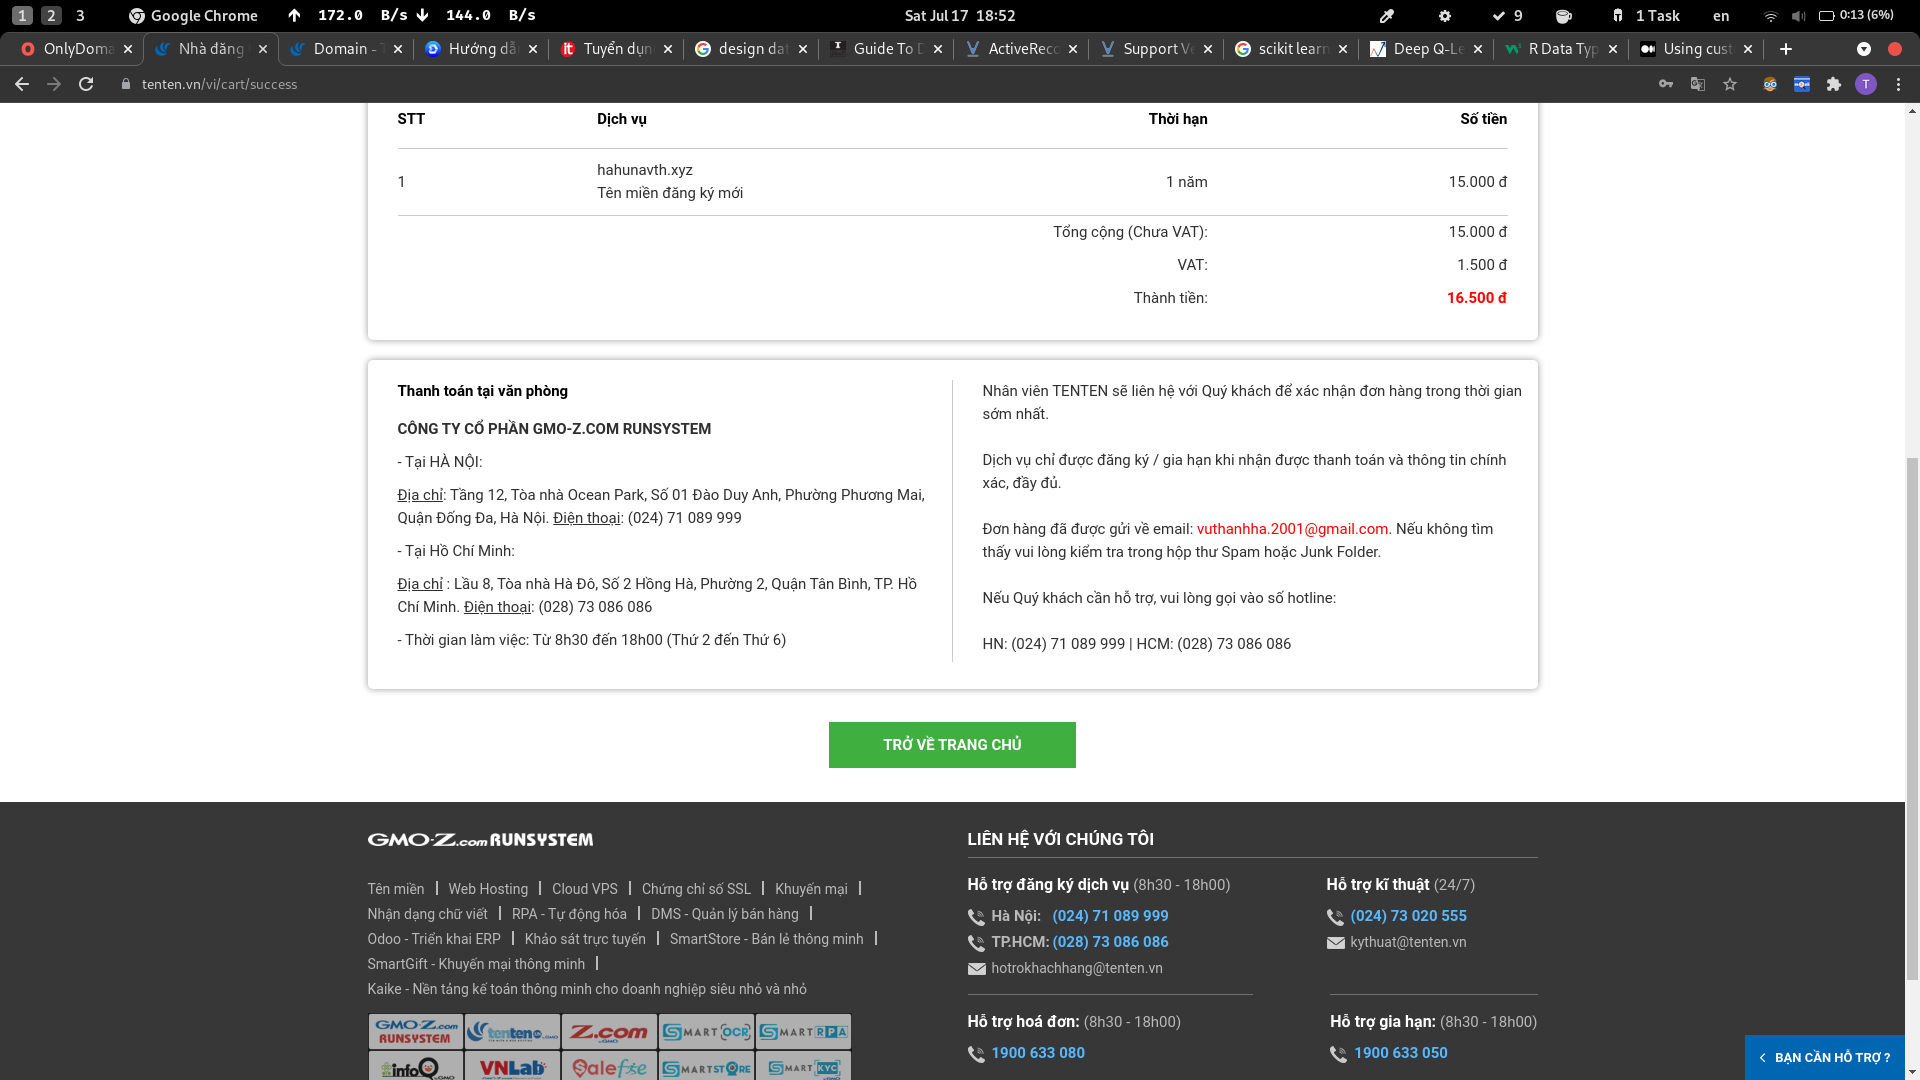 1 2 3 Google Chrome 172.0 B/s 144.0 B/s Sat Jul 17 18:52 9 1 Task en 0:13 (6%)
OnlyDoma Nhà đăng Domain - T Hướng dẫ Tuyển dụn design dat Guide To D ActiveReco Support Ve scikit learn Deep Q-Le R Data Typ Using cust
tenten.vn/vi/cart/success T
STT Dịch vụ Thời hạn Số tiền
hahunavth.xyz
1 1 năm 15.000 đ
Tên miền đăng ký mới
Tổng cộng (Chưa VAT): 15.000 đ
VAT: 1.500 đ
Thành tiền: 16.500 đ
Thanh toán tại văn phòng
CÔNG TY CỔ PHẦN GMO-Z.COM RUNSYSTEM
- Tại HÀ NỘI:
Địa chỉ: Tầng 12, Tòa nhà Ocean Park, Số 01 Đào Duy Anh, Phường Phương Mai,
Quận Đống Đa, Hà Nội. Điện thoại: (024) 71 089 999
- Tại Hồ Chí Minh:
Địa chỉ : Lầu 8, Tòa nhà Hà Đô, Số 2 Hồng Hà, Phường 2, Quận Tân Bình, TP. Hồ
Chí Minh. Điện thoại: (028) 73 086 086
- Thời gian làm việc: Từ 8h30 đến 18h00 (Thứ 2 đến Thứ 6)
Nhân viên TENTEN sẽ liên hệ với Quý khách để xác nhận đơn hàng trong thời gian
sớm nhất.
Dịch vụ chỉ được đăng ký / gia hạn khi nhận được thanh toán và thông tin chính
xác, đầy đủ.
Đơn hàng đã được gửi về email: vuthanhha.2001@gmail.com. Nếu không tìm
thấy vui lòng kiểm tra trong hộp thư Spam hoặc Junk Folder.
Nếu Quý khách cần hỗ trợ, vui lòng gọi vào số hotline:
HN: (024) 71 089 999 | HCM: (028) 73 086 086
TRỞ VỀ TRANG CHỦ
GMO-Z.com RUNSYSTEM
Tên miền | Web Hosting | Cloud VPS | Chứng chỉ số SSL | Khuyến mại |
Nhận dạng chữ viết | RPA - Tự động hóa | DMS - Quản lý bán hàng |
Odoo - Triển khai ERP | Khảo sát trực tuyến | SmartStore - Bán lẻ thông minh |
SmartGift - Khuyến mại thông minh |
Kaike - Nền tảng kế toán thông minh cho doanh nghiệp siêu nhỏ và nhỏ
GMO-Z.com RUNSYSTEM tenten.vn Z.com SMART OCR SMART RPA
infoQ VNLab Salefie SMART STORE SMART KYC
LIÊN HỆ VỚI CHÚNG TÔI
Hỗ trợ đăng ký dịch vụ (8h30 - 18h00)
Hà Nội: (024) 71 089 999
TP.HCM: (028) 73 086 086
hotrokhachhang@tenten.vn
Hỗ trợ kĩ thuật (24/7)
(024) 73 020 555
kythuat@tenten.vn
Hỗ trợ hoá đơn: (8h30 - 18h00)
1900 633 080
Hỗ trợ gia hạn: (8h30 - 18h00)
1900 633 050
BẠN CẦN HỖ TRỢ ?